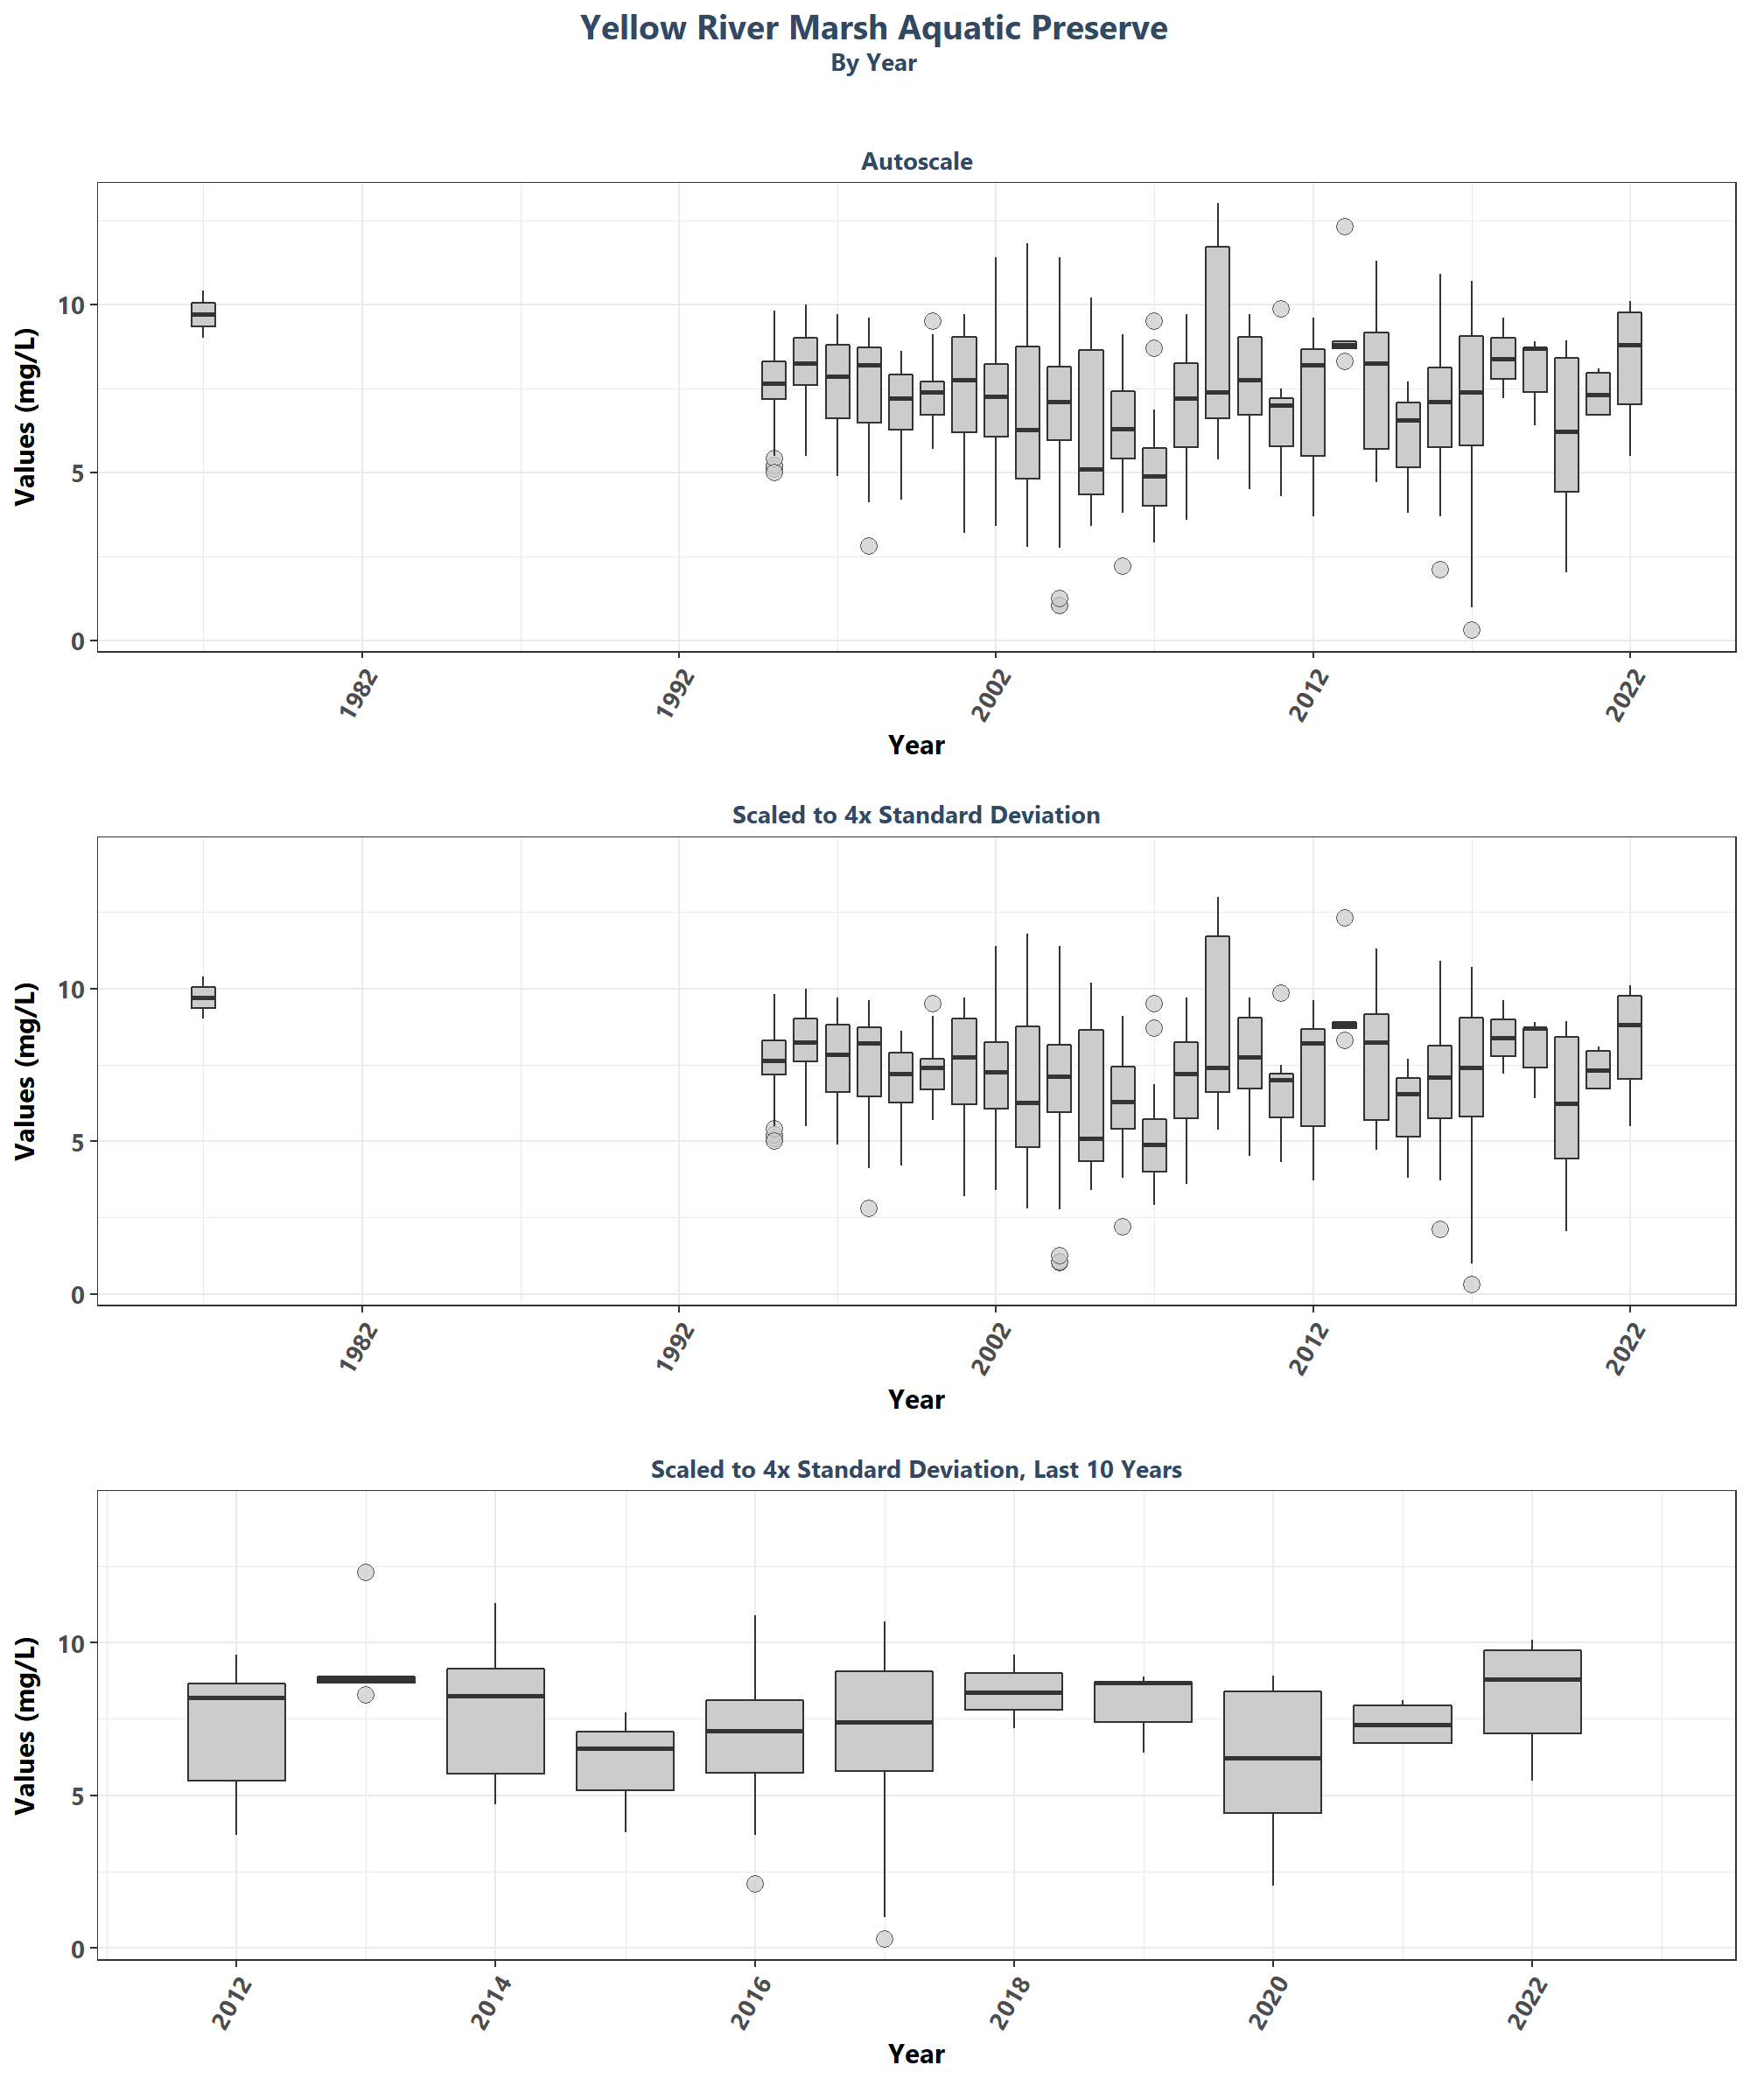 Yellow River Marsh Aquatic Preserve
By Year
Autoscale
Values (mg/L)
10
5
0
1982
1992
2002
2012
2022
Year
Scaled to 4x Standard Deviation
Values (mg/L)
10
5
0
1982
1992
2002
2012
2022
Year
Scaled to 4x Standard Deviation, Last 10 Years
Values (mg/L)
10
5
0
2012
2014
2016
2018
2020
2022
Year